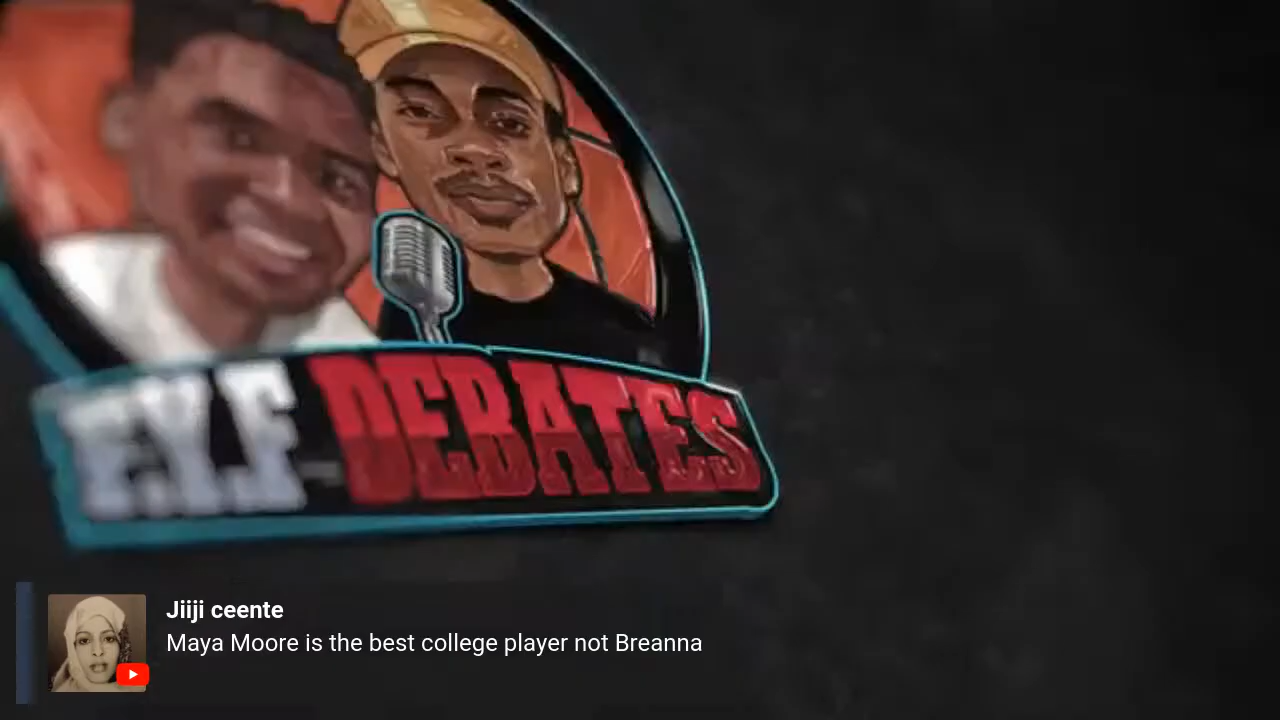 F.Y.F DEBATES
Jiiji ceente
Maya Moore is the best college player not Breanna